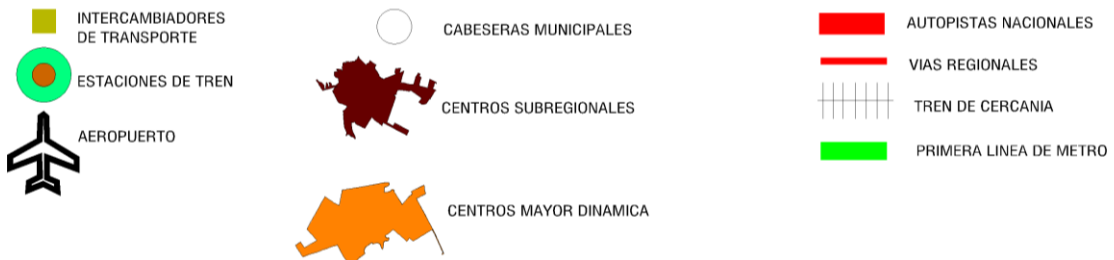 INTERCAMBIADORES
DE TRANSPORTE
ESTACIONES DE TREN
AEROPUERTO
CABESERAS MUNICIPALES
CENTROS SUBREGIONALES
CENTROS MAYOR DINAMICA
AUTOPISTAS NACIONALES
VIAS REGIONALES
TREN DE CERCANIA
PRIMERA LINEA DE METRO